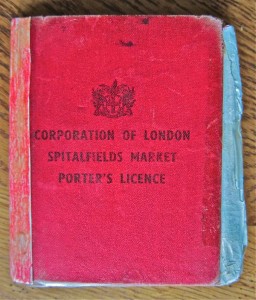 CORPORATION OF LONDON
SPITALFIELDS MARKET
PORTER'S LICENCE